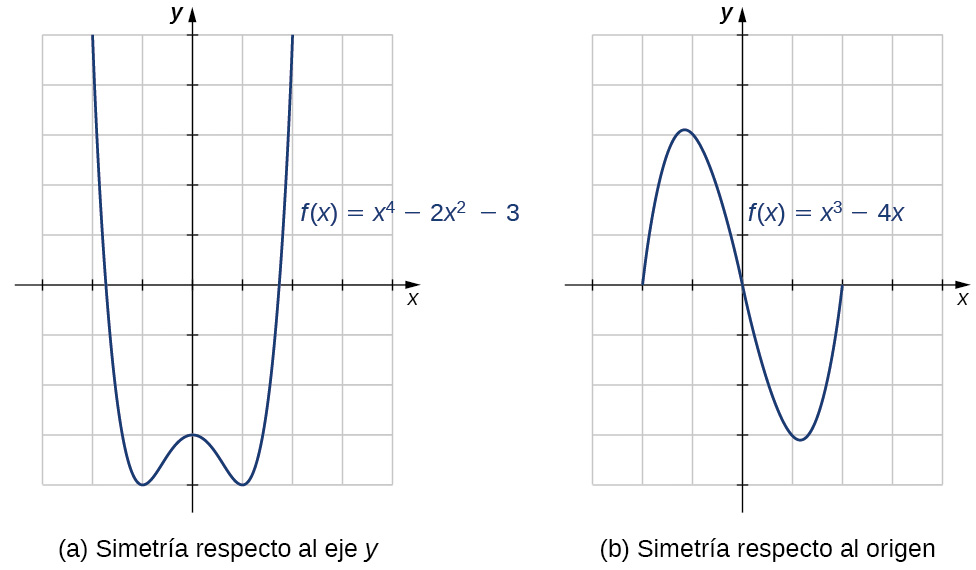 y
y
f(x) = x⁴ − 2x² − 3
f(x) = x³ − 4x
x
x
(a) Simetría respecto al eje y
(b) Simetría respecto al origen